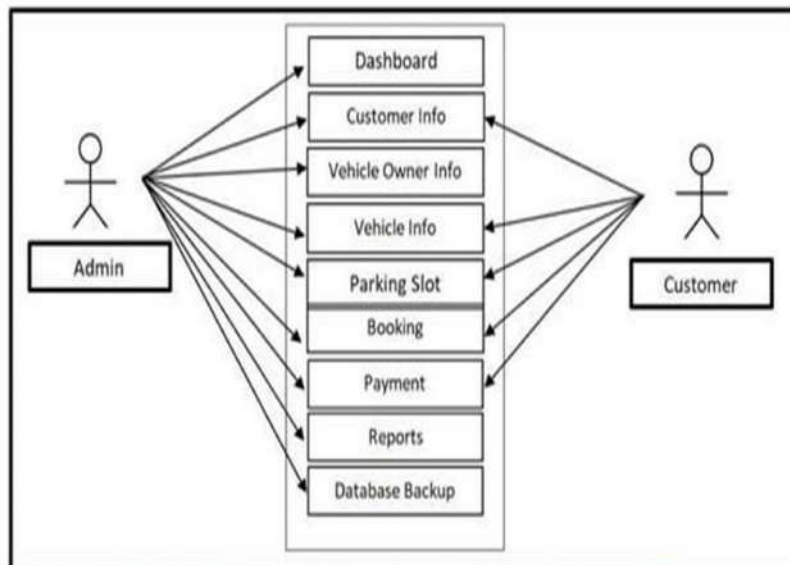 Dashboard
Customer Info
Vehicle Owner Info
Vehicle Info
Admin
Parking Slot
Customer
Booking
Payment
Reports
Database Backup